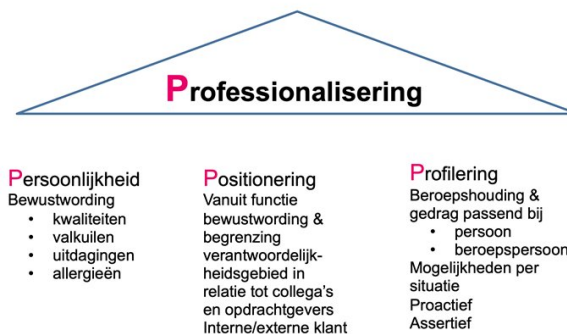 Professionalisering
Persoonlijkheid
Bewustwording
• kwaliteiten
• valkuilen
• uitdagingen
• allergieën
Positionering
Vanuit functie
bewustwording &
begrenzing
verantwoordelijk-
heidsgebied in
relatie tot collega's
en opdrachtgevers
Interne/externe klant
Profilering
Beroepshouding &
gedrag passend bij
• persoon
• beroepspersoon
Mogelijkheden per
situatie
Proactief
Assertief